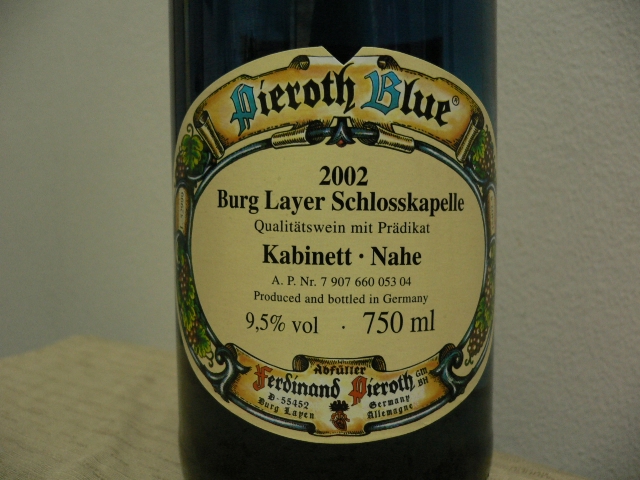 Pieroth Blue®
2002
Burg Layer Schlosskapelle
Qualitätswein mit Prädikat
Kabinett · Nahe
A. P. Nr. 7 907 660 053 04
Produced and bottled in Germany
9,5% vol · 750 ml
Abfüller
Ferdinand Pieroth GMBH
D-55452 Germany
Burg Layen Allemagne